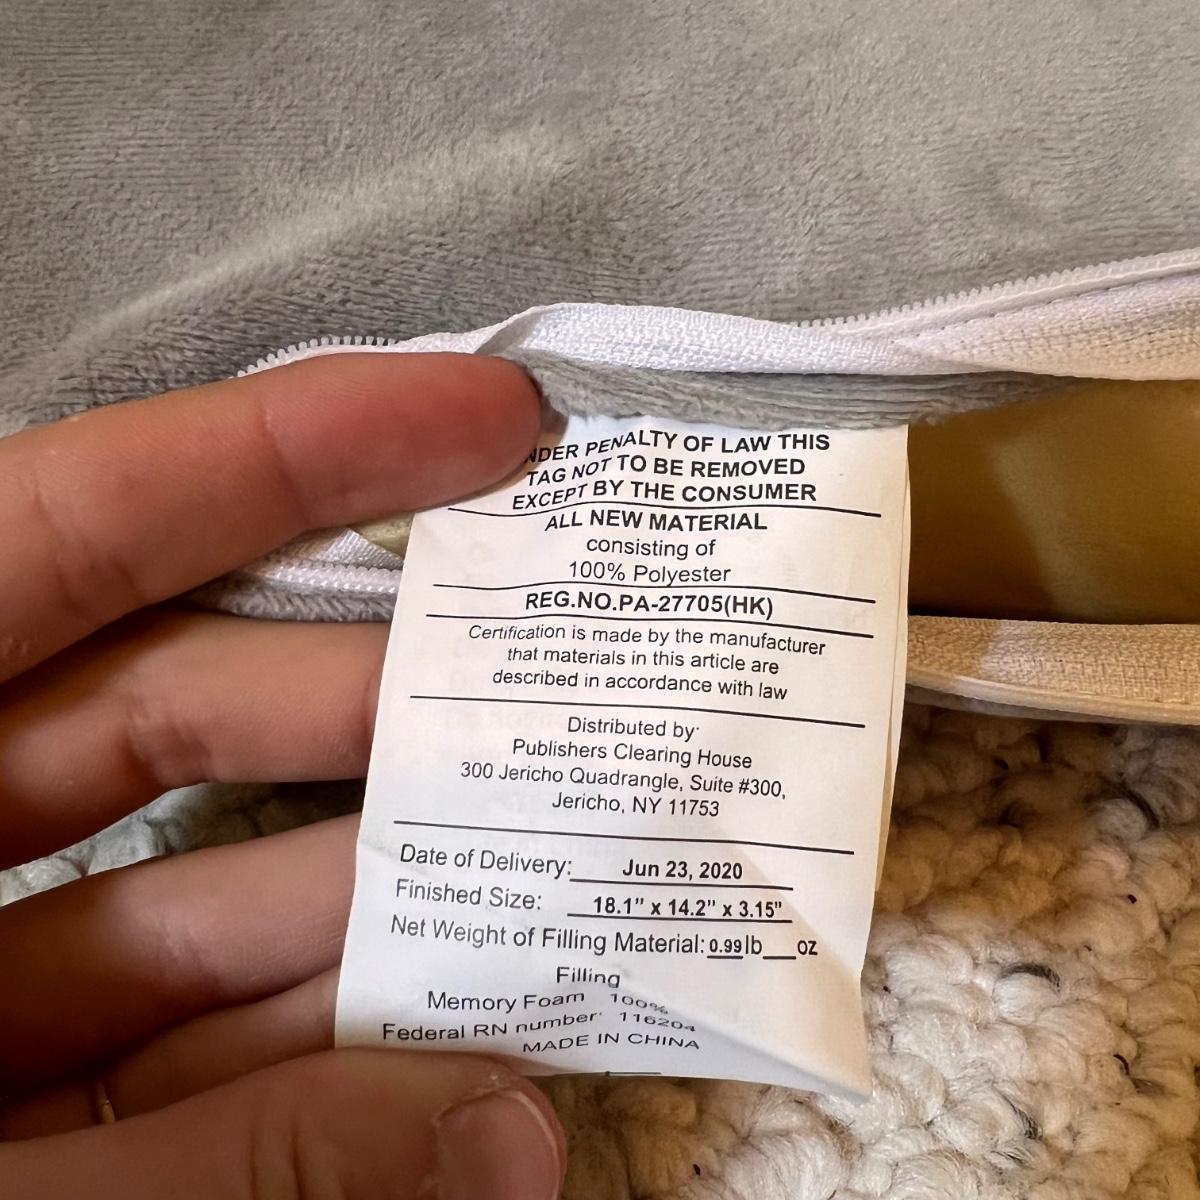 NDER PENALTY OF LAW THIS
TAG NOT TO BE REMOVED
EXCEPT BY THE CONSUMER
ALL NEW MATERIAL
consisting of
100% Polyester
REG.NO.PA-27705(HK)
Certification is made by the manufacturer
that materials in this article are
described in accordance with law
Distributed by:
Publishers Clearing House
300 Jericho Quadrangle, Suite #300,
Jericho, NY 11753
Date of Delivery: Jun 23, 2020
Finished Size: 18.1" x 14.2" x 3.15"
Net Weight of Filling Material: 0.99 lb___oz
Filling
Memory Foam 100%
Federal RN number: 116204
MADE IN CHINA